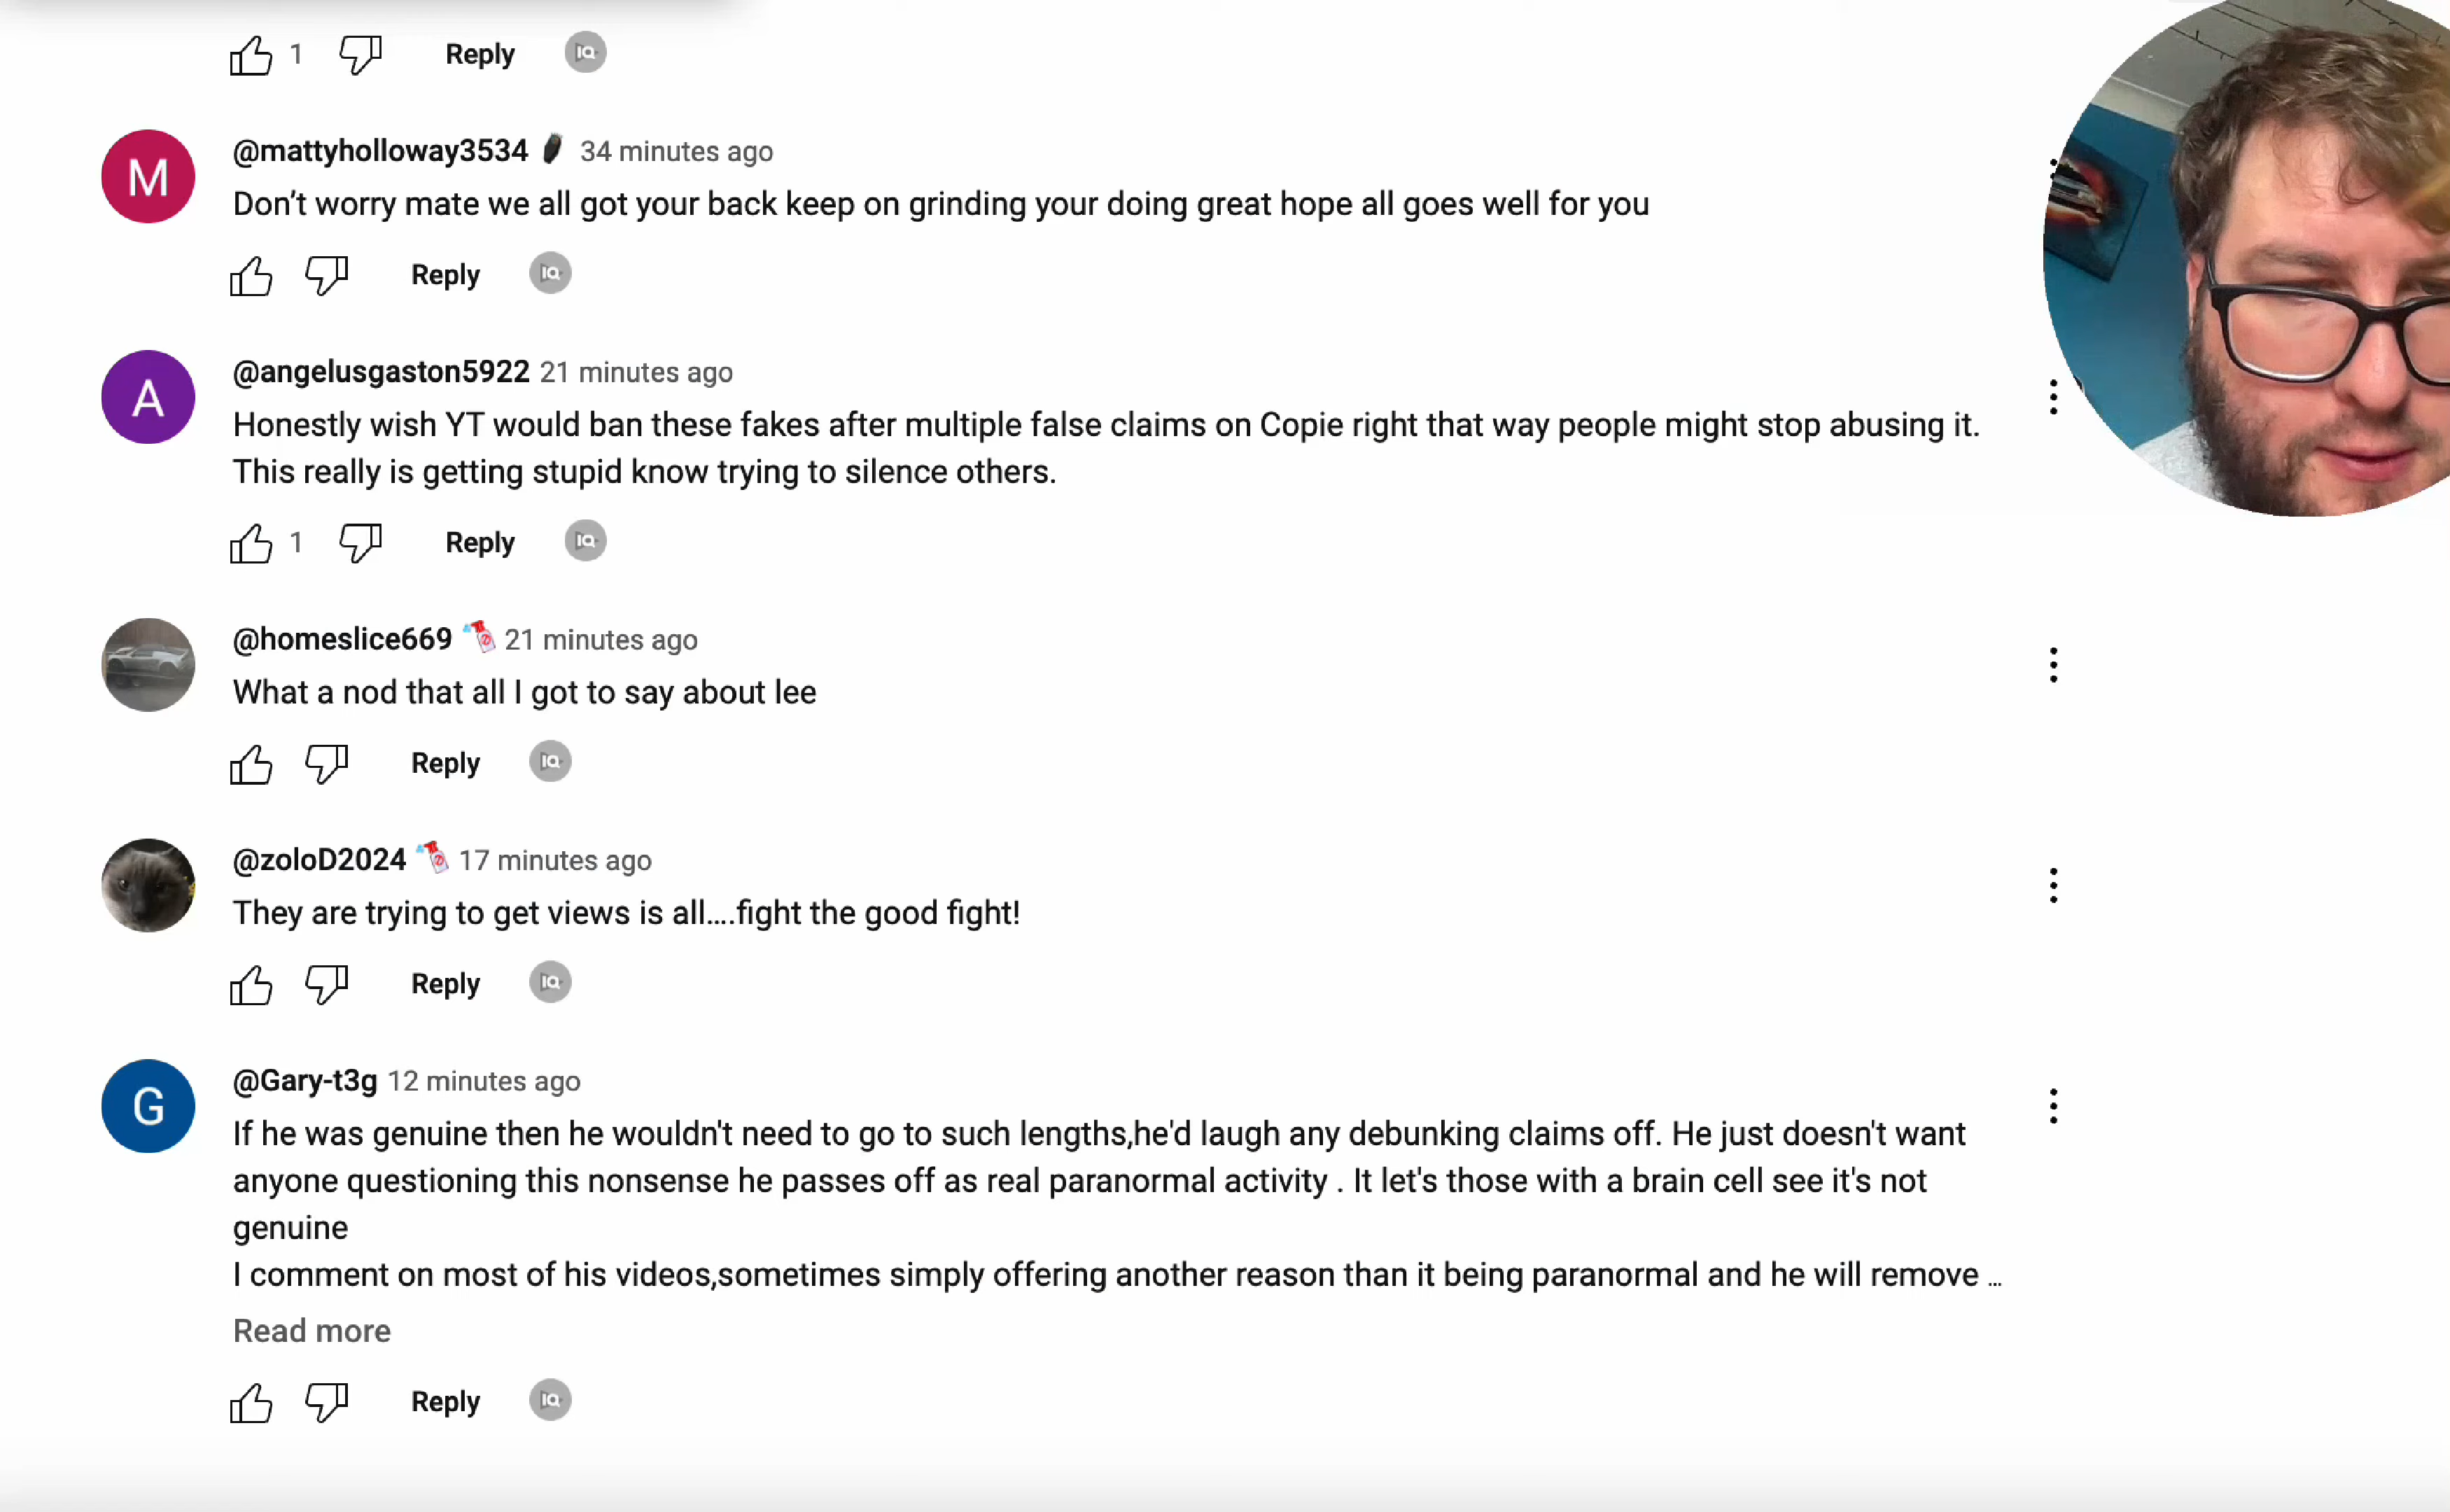 1 Reply IQ
M @mattyholloway3534 34 minutes ago
Don't worry mate we all got your back keep on grinding your doing great hope all goes well for you
Reply IQ
A @angelusgaston5922 21 minutes ago
Honestly wish YT would ban these fakes after multiple false claims on Copie right that way people might stop abusing it.
This really is getting stupid know trying to silence others.
1 Reply IQ
@homeslice669 21 minutes ago
What a nod that all I got to say about lee
Reply IQ
@zoloD2024 17 minutes ago
They are trying to get views is all....fight the good fight!
Reply IQ
G @Gary-t3g 12 minutes ago
If he was genuine then he wouldn't need to go to such lengths,he'd laugh any debunking claims off. He just doesn't want
anyone questioning this nonsense he passes off as real paranormal activity . It let's those with a brain cell see it's not
genuine
I comment on most of his videos,sometimes simply offering another reason than it being paranormal and he will remove ...
Read more
Reply IQ